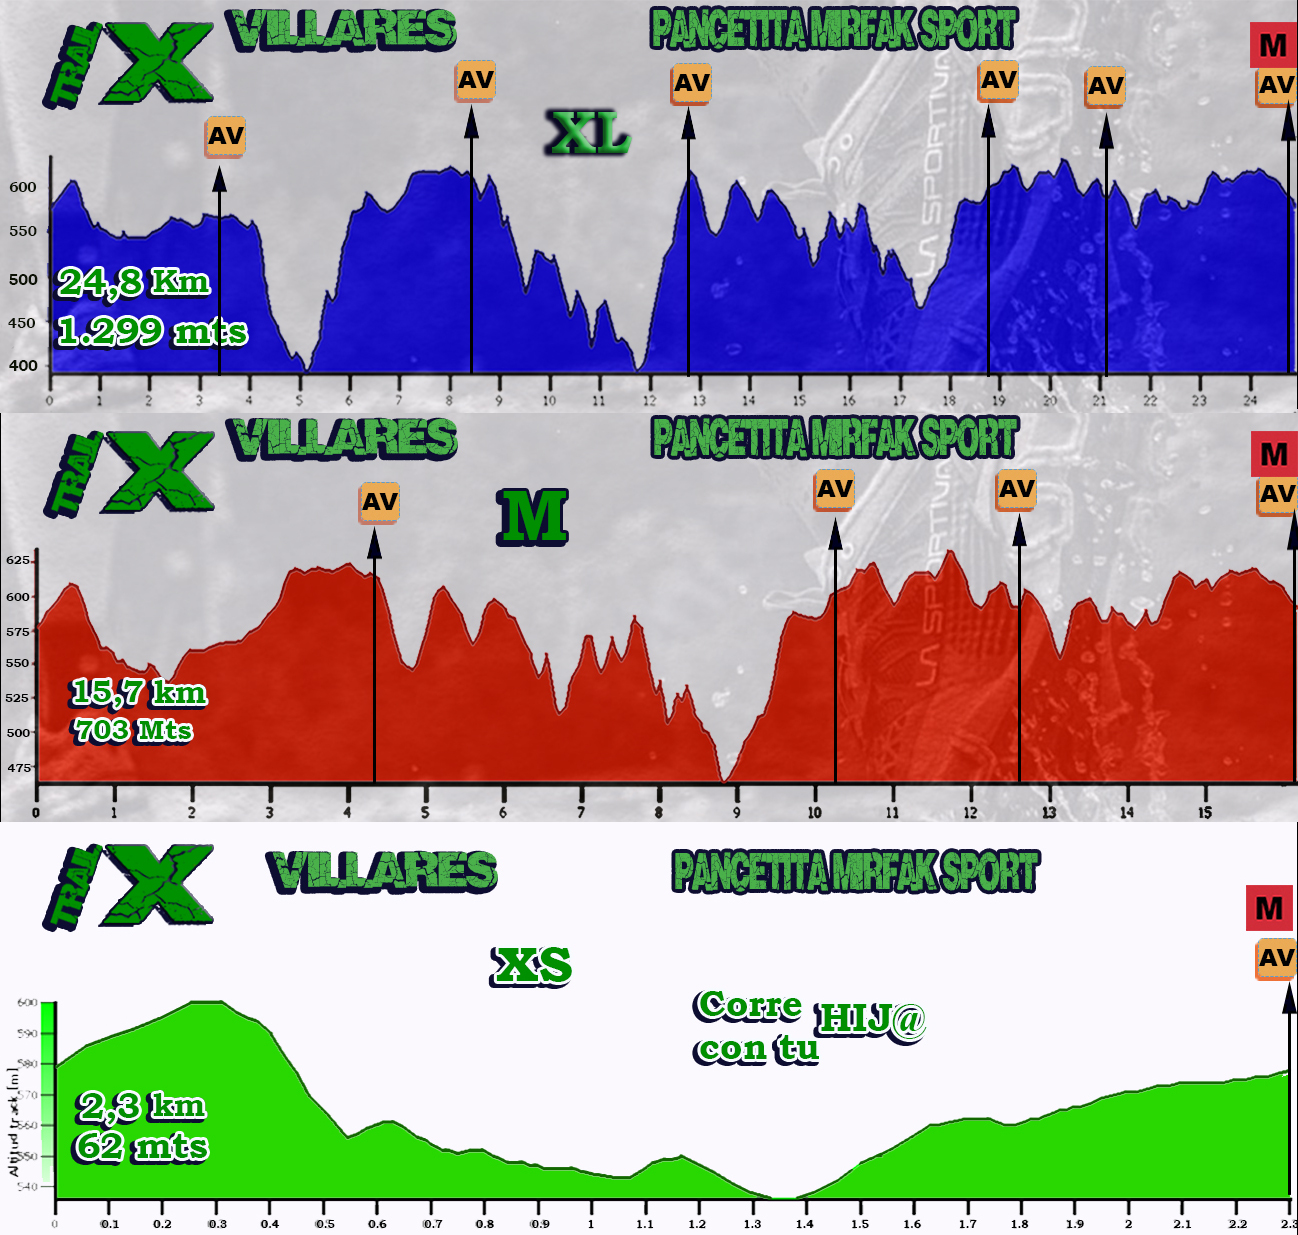 TRAIL IX VILLARES PANCETITA MIRFAK SPORT
M
AV AV AV AV AV AV
XL
LA SPORTIVA
600
550
500
450
400
24,8 Km
1.299 mts
0 1 2 3 4 5 6 7 8 9 10 11 12 13 14 15 16 17 18 19 20 21 22 23 24
TRAIL IX VILLARES PANCETITA MIRFAK SPORT
M
AV AV AV AV
M
LA SPORTIVA
625
600
575
550
525
500
475
15,7 km
703 Mts
0 1 2 3 4 5 6 7 8 9 10 11 12 13 14 15
TRAIL IX VILLARES PANCETITA MIRFAK SPORT
M
AV
XS
Corre con tu HIJ@
Altitud track [m]
600
590
580
570
560
550
540
2,3 km
62 mts
0 0.1 0.2 0.3 0.4 0.5 0.6 0.7 0.8 0.9 1 1.1 1.2 1.3 1.4 1.5 1.6 1.7 1.8 1.9 2 2.1 2.2 2.3